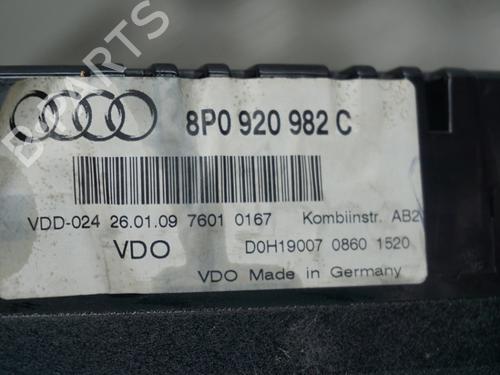 8P0 920 982 C
VDD-024 26.01.09 7601 0167 Kombiinstr. AB2
VDO D0H19007 0860 1520
VDO Made in Germany